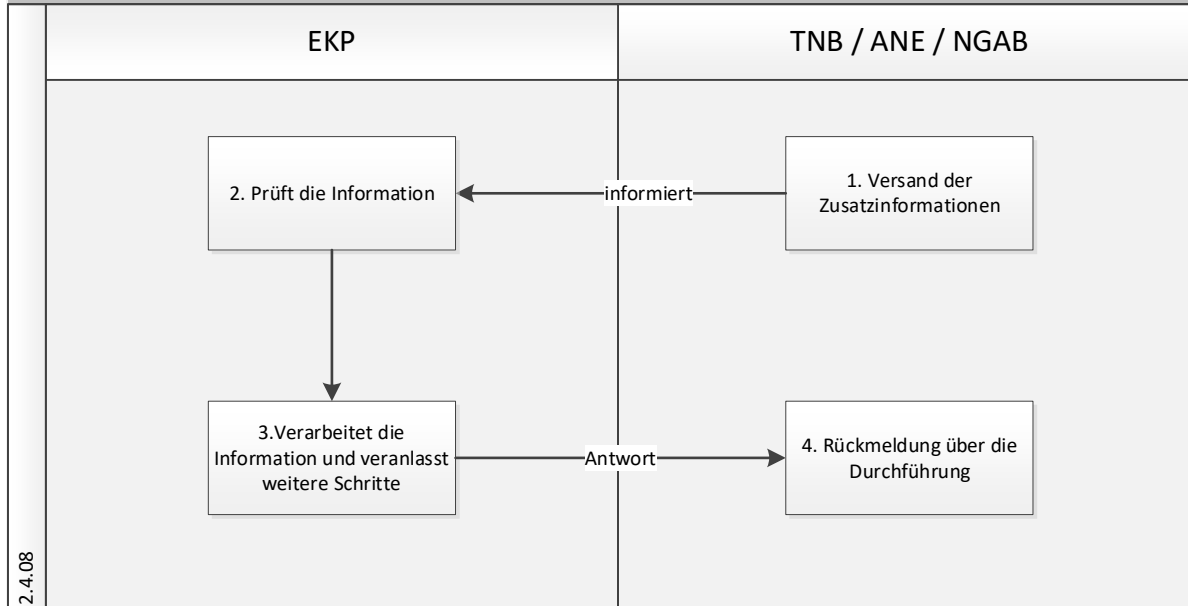 EKP
TNB / ANE / NGAB
2. Prüft die Information
informiert
1. Versand der
Zusatzinformationen
3.Verarbeitet die
Information und veranlasst
weitere Schritte
Antwort
4. Rückmeldung über die
Durchführung
2.4.08